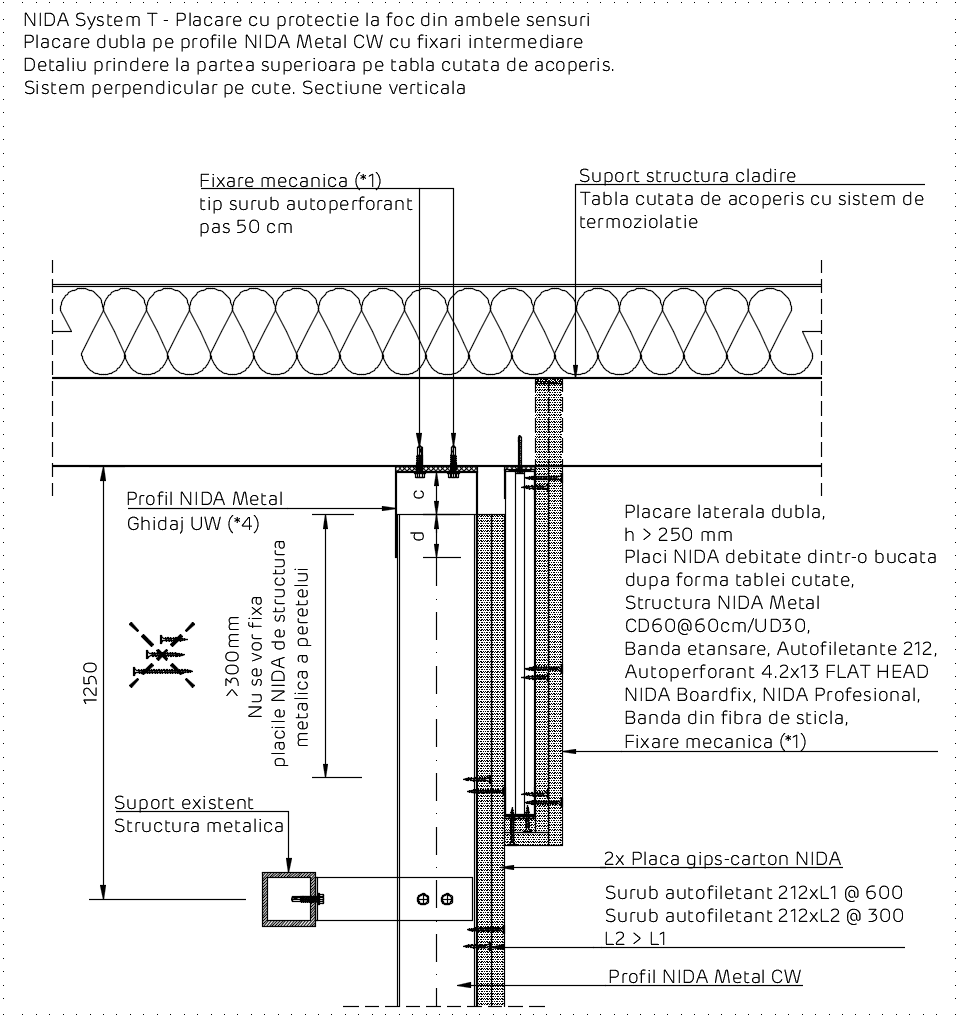 NIDA System T - Placare cu protectie la foc din ambele sensuri
Placare dubla pe profile NIDA Metal CW cu fixari intermediare
Detaliu prindere la partea superioara pe tabla cutata de acoperis.
Sistem perpendicular pe cute. Sectiune verticala
Fixare mecanica (*1)
tip surub autoperforant
pas 50 cm
Suport structura cladire
Tabla cutata de acoperis cu sistem de
termoziolatie
Profil NIDA Metal
Ghidaj UW (*4)
c
d
>300mm
Nu se vor fixa
placile NIDA de structura
metalica a peretelui
1250
Placare laterala dubla,
h > 250 mm
Placi NIDA debitate dintr-o bucata
dupa forma tablei cutate,
Structura NIDA Metal
CD60@60cm/UD30,
Banda etansare, Autofiletante 212,
Autoperforant 4.2x13 FLAT HEAD
NIDA Boardfix, NIDA Profesional,
Banda din fibra de sticla,
Fixare mecanica (*1)
Suport existent
Structura metalica
2x Placa gips-carton NIDA
Surub autofiletant 212xL1 @ 600
Surub autofiletant 212xL2 @ 300
L2 > L1
Profil NIDA Metal CW